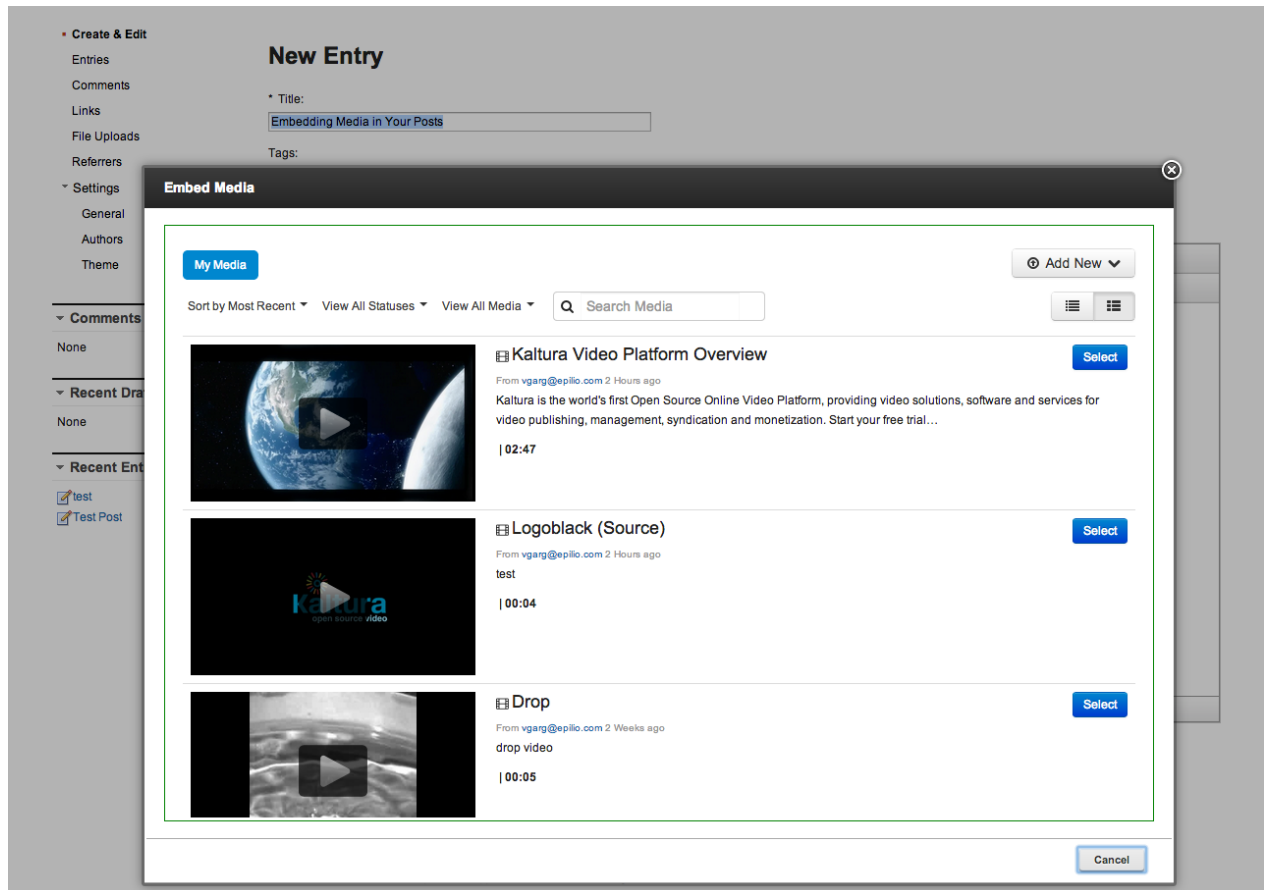 Create & Edit
Entries
Comments
Links
File Uploads
Referrers
Settings
General
Authors
Theme
Comments
None
Recent Dra
None
Recent Ent
test
Test Post
New Entry
* Title:
Embedding Media in Your Posts
Tags:
Embed Media
My Media
Add New
Sort by Most Recent View All Statuses View All Media Search Media
Kaltura Video Platform Overview
Select
From vgarg@epilio.com 2 Hours ago
Kaltura is the world's first Open Source Online Video Platform, providing video solutions, software and services for
video publishing, management, syndication and monetization. Start your free trial…
| 02:47
Kaltura
open source video
Logoblack (Source)
Select
From vgarg@epilio.com 2 Hours ago
test
| 00:04
Drop
Select
From vgarg@epilio.com 2 Weeks ago
drop video
| 00:05
Cancel